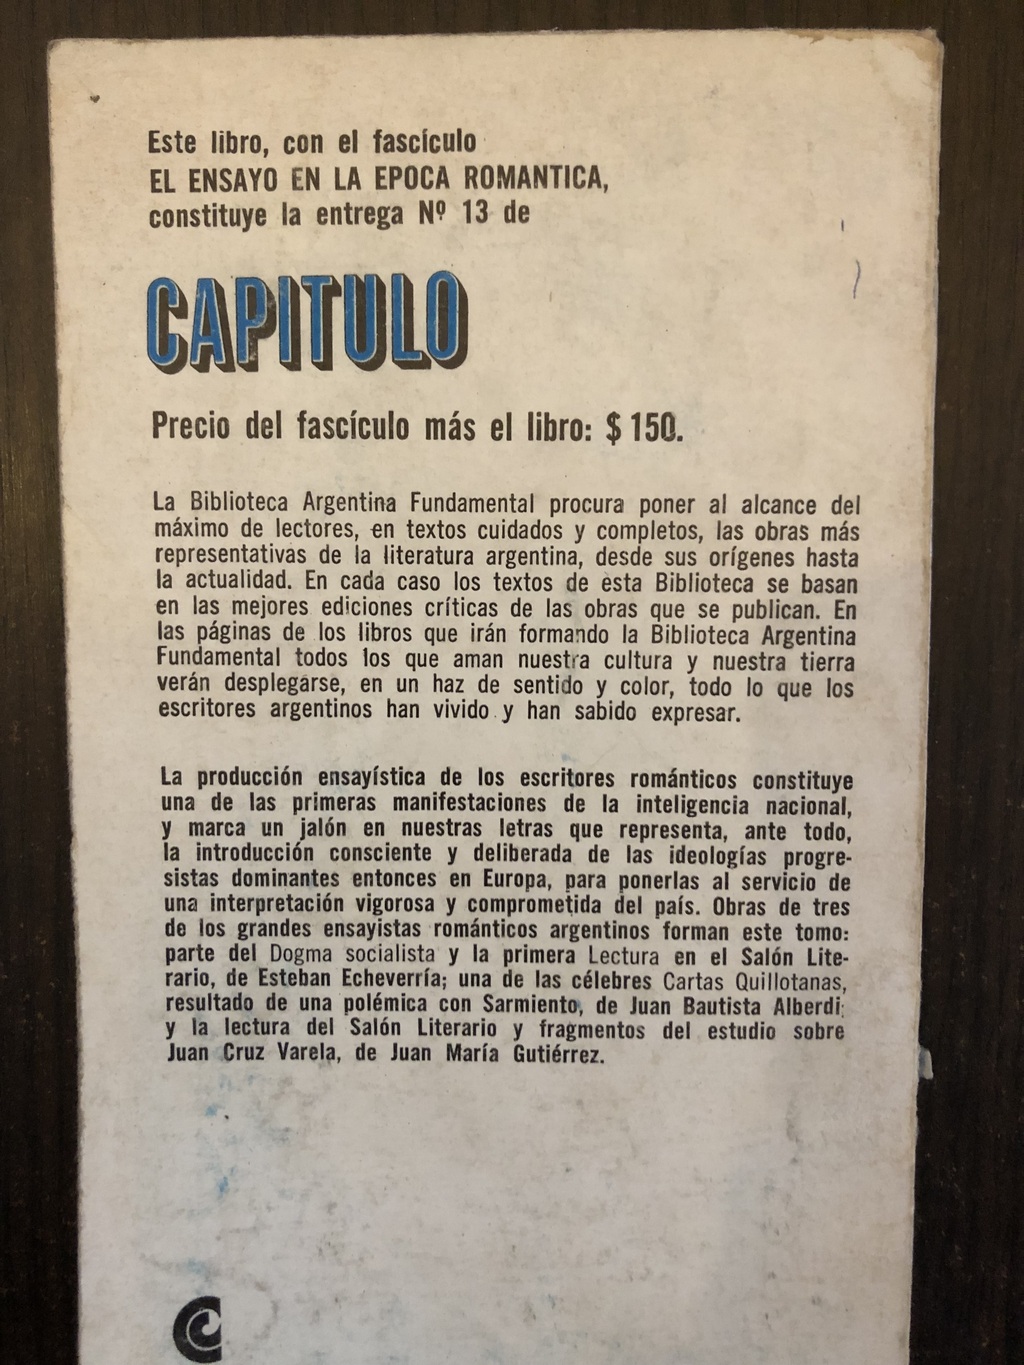 Este libro, con el fascículo
EL ENSAYO EN LA EPOCA ROMANTICA,
constituye la entrega Nº 13 de
CAPITULO
Precio del fascículo más el libro: $ 150.
La Biblioteca Argentina Fundamental procura poner al alcance del
máximo de lectores, en textos cuidados y completos, las obras más
representativas de la literatura argentina, desde sus orígenes hasta
la actualidad. En cada caso los textos de esta Biblioteca se basan
en las mejores ediciones críticas de las obras que se publican. En
las páginas de los libros que irán formando la Biblioteca Argentina
Fundamental todos los que aman nuestra cultura y nuestra tierra
verán desplegarse, en un haz de sentido y color, todo lo que los
escritores argentinos han vivido y han sabido expresar.
La producción ensayística de los escritores románticos constituye
una de las primeras manifestaciones de la inteligencia nacional,
y marca un jalón en nuestras letras que representa, ante todo,
la introducción consciente y deliberada de las ideologías progre-
sistas dominantes entonces en Europa, para ponerlas al servicio de
una interpretación vigorosa y comprometida del país. Obras de tres
de los grandes ensayistas románticos argentinos forman este tomo:
parte del Dogma socialista y la primera Lectura en el Salón Lite-
rario, de Esteban Echeverría; una de las célebres Cartas Quillotanas,
resultado de una polémica con Sarmiento, de Juan Bautista Alberdi;
y la lectura del Salón Literario y fragmentos del estudio sobre
Juan Cruz Varela, de Juan María Gutiérrez.